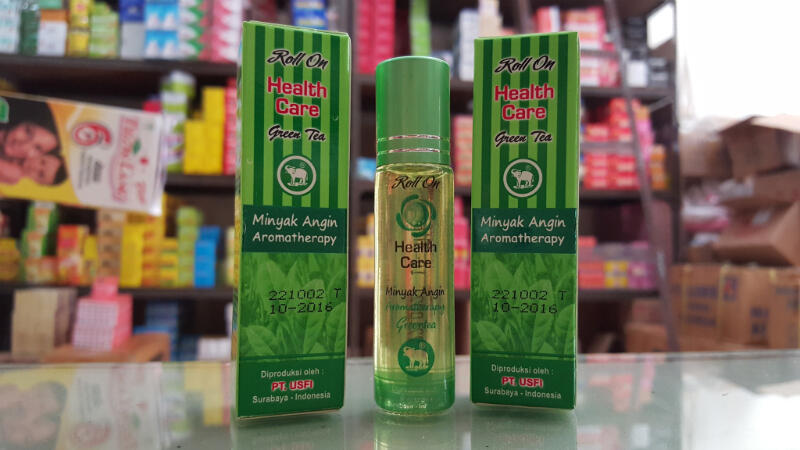 Roll On
Health
Care
Green Tea
Minyak Angin
Aromatherapy
221002 T
10-2016
Diproduksi oleh :
PT. USFI
Surabaya - Indonesia
Roll On
Health
Care
Minyak Angin
Aromatherapy
Greentea
Roll On
Health
Care
Green Tea
Minyak Angin
Aromatherapy
221002 T
10-2016
Diproduksi oleh :
PT. USFI
Surabaya - Indonesia